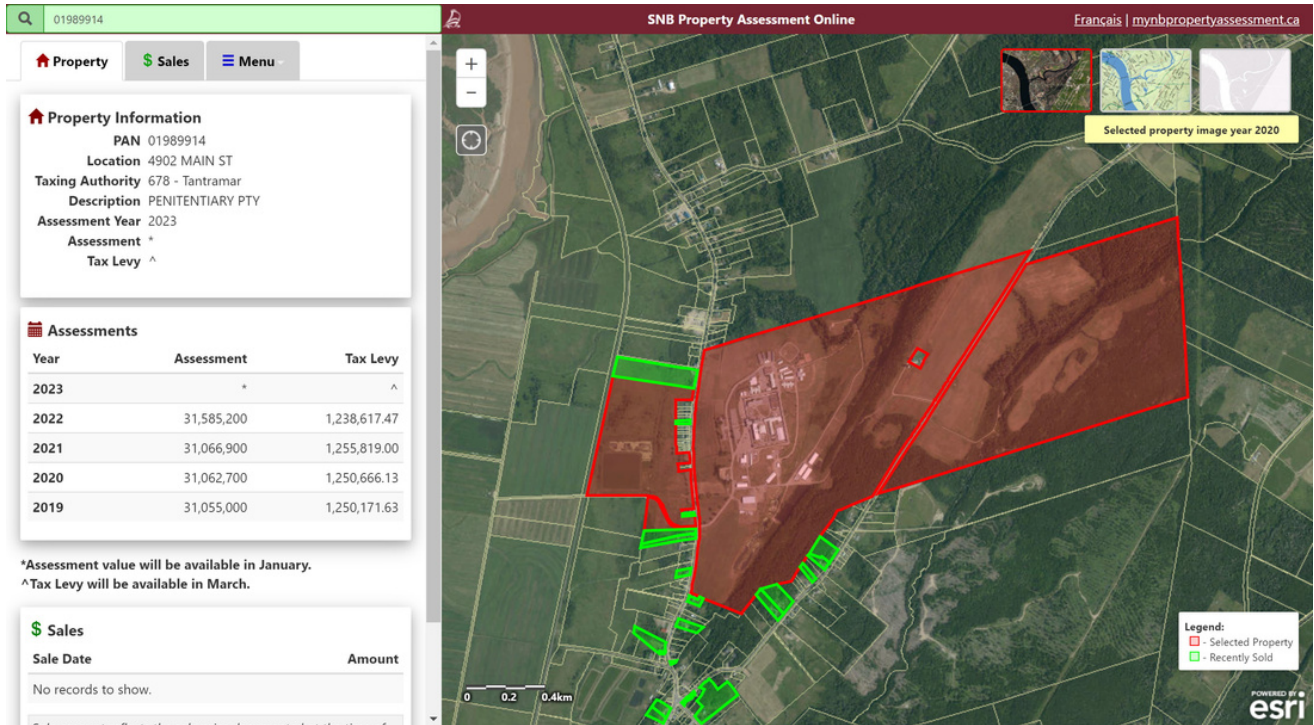 01989914
SNB Property Assessment Online
Français | mynbpropertyassessment.ca
Property
$ Sales
Menu
Property Information
PAN 01989914
Location 4902 MAIN ST
Taxing Authority 678 - Tantramar
Description PENITENTIARY PTY
Assessment Year 2023
Assessment *
Tax Levy ^
Assessments
Year Assessment Tax Levy
2023 * ^
2022 31,585,200 1,238,617.47
2021 31,066,900 1,255,819.00
2020 31,062,700 1,250,666.13
2019 31,055,000 1,250,171.63
*Assessment value will be available in January.
^Tax Levy will be available in March.
$ Sales
Sale Date Amount
No records to show.
+
−
Selected property image year 2020
Legend:
- Selected Property
- Recently Sold
0 0.2 0.4km
POWERED BY
esri